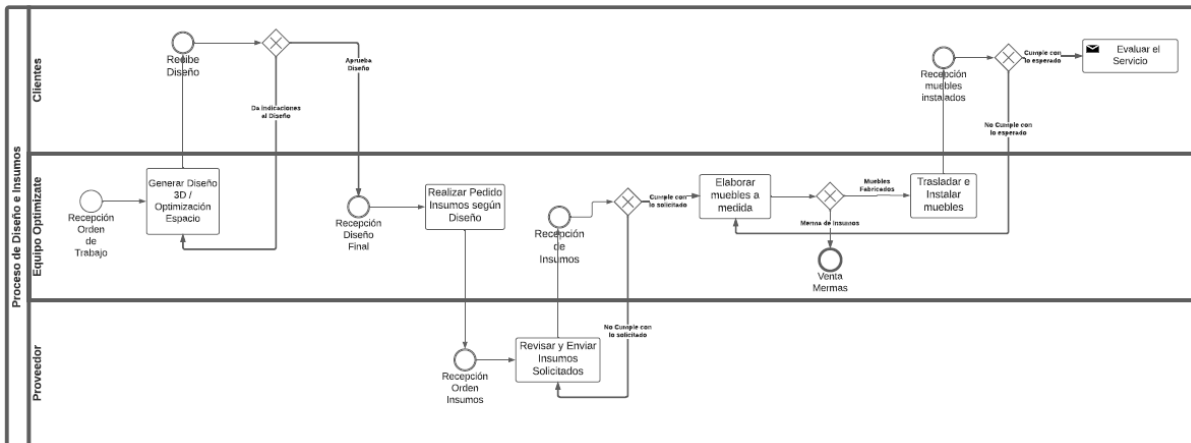 Proceso de Diseño e Insumos
Clientes
Recibe
Diseño
Aprueba
Diseño
Da indicaciones
al Diseño
Recepción
muebles
instalados
Cumple con
lo esperado
Evaluar el
Servicio
No Cumple con
lo esperado
Equipo Optimizate
Recepción
Orden
de
Trabajo
Generar Diseño
3D /
Optimización
Espacio
Recepción
Diseño
Final
Realizar Pedido
Insumos según
Diseño
Recepción
de
Insumos
Cumple con
lo solicitado
Elaborar
muebles a
medida
Muebles
Fabricados
Merma de Insumos
Venta
Mermas
Trasladar e
Instalar
muebles
Proveedor
Recepción
Orden
Insumos
Revisar y Enviar
Insumos
Solicitados
No Cumple con
lo solicitado